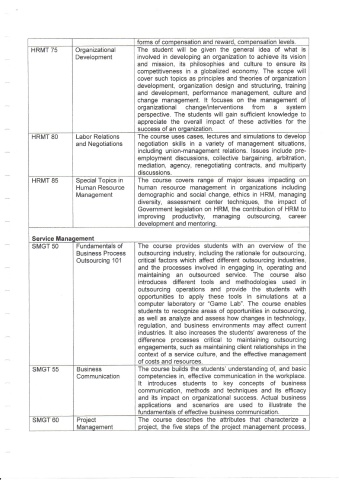 forms of compensation and reward, compensation levels.
HRMT 75
Organizational
Development
The student will be given the general idea of what is
involved in developing an organization to achieve its vision
and mission, its philosophies and culture to ensure its
competitiveness in a globalized economy. The scope will
cover such topics as principles and theories of organization
development, organization design and structuring, training
and development, performance management, culture and
change management. It focuses on the management of
organizational change/interventions from a system
perspective. The students will gain sufficient knowledge to
appreciate the overall impact of these activities for the
success of an organization.
HRMT 80
Labor Relations
and Negotiations
The course uses cases, lectures and simulations to develop
negotiation skills in a variety of management situations,
including union-management relations. Issues include pre-
employment discussions, collective bargaining, arbitration,
mediation, agency, renegotiating contracts, and multiparty
discussions.
HRMT 85
Special Topics in
Human Resource
Management
The course covers range of major issues impacting on
human resource management in organizations including
demographic and social change, ethics in HRM, managing
diversity, assessment center techniques, the impact of
Government legislation on HRM, the contribution of HRM to
improving productivity, managing outsourcing, career
development and mentoring.
Service Management
SMGT 50
Fundamentals of
Business Process
Outsourcing 101
The course provides students with an overview of the
outsourcing industry, including the rationale for outsourcing,
critical factors which affect different outsourcing industries,
and the processes involved in engaging in, operating and
maintaining an outsourced service. The course also
introduces different tools and methodologies used in
outsourcing operations and provide the students with
opportunities to apply these tools in simulations at a
computer laboratory or "Game Lab". The course enables
students to recognize areas of opportunities in outsourcing,
as well as analyze and assess how changes in technology,
regulation, and business environments may affect current
industries. It also increases the students' awareness of the
difference processes critical to maintaining outsourcing
engagements, such as maintaining client relationships in the
context of a service culture, and the effective management
of costs and resources.
SMGT 55
Business
Communication
The course builds the students' understanding of, and basic
competencies in, effective communication in the workplace.
It introduces students to key concepts of business
communication, methods and techniques and its efficacy
and its impact on organizational success. Actual business
applications and scenarios are used to illustrate the
fundamentals of effective business communication.
SMGT 60
Project
Management
The course describes the attributes that characterize a
project, the five steps of the project management process,